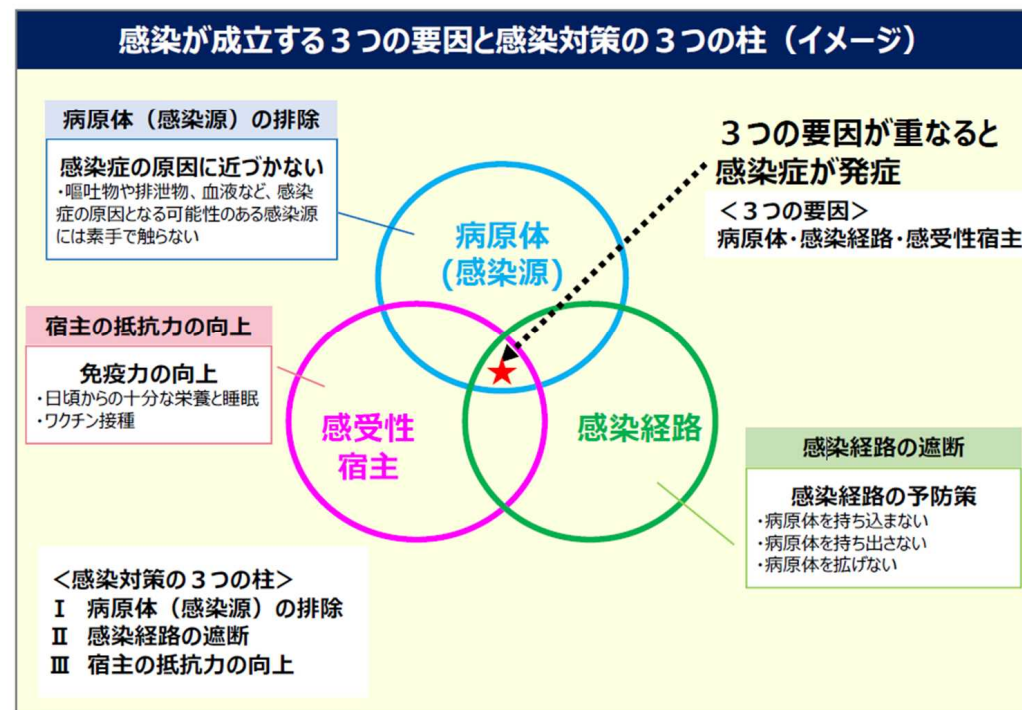 感染が成立する３つの要因と感染対策の３つの柱（イメージ）
病原体（感染源）の排除
感染症の原因に近づかない
・嘔吐物や排泄物、血液など、感染
症の原因となる可能性のある感染源
には素手で触らない
３つの要因が重なると
感染症が発症
＜３つの要因＞
病原体・感染経路・感受性宿主
病原体
(感染源)
宿主の抵抗力の向上
免疫力の向上
・日頃からの十分な栄養と睡眠
・ワクチン接種
感受性
宿主
感染経路
感染経路の遮断
感染経路の予防策
・病原体を持ち込まない
・病原体を持ち出さない
・病原体を拡げない
＜感染対策の３つの柱＞
Ⅰ 病原体（感染源）の排除
Ⅱ 感染経路の遮断
Ⅲ 宿主の抵抗力の向上